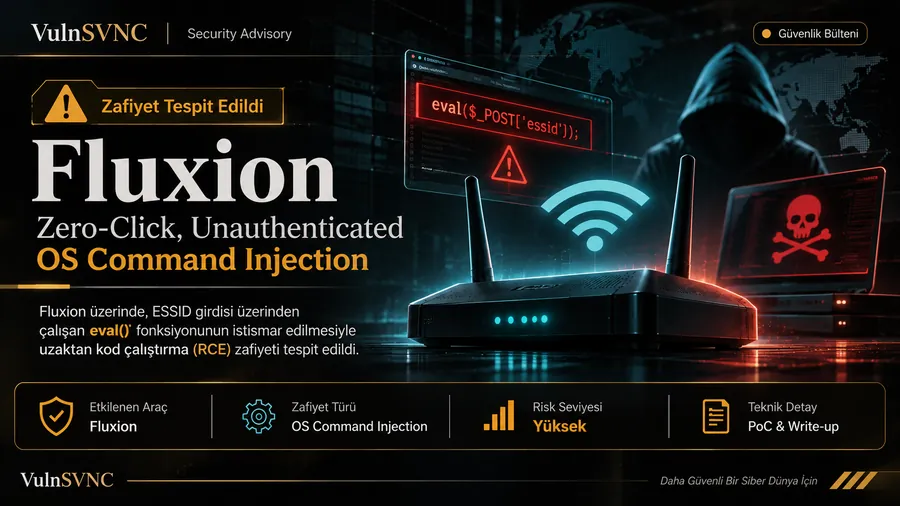 VulnSVNC
Security Advisory
Güvenlik Bülteni
Zafiyet Tespit Edildi
eval($_POST['essid']);
Fluxion
Zero-Click, Unauthenticated
OS Command Injection
Fluxion üzerinde, ESSID girdisi üzerinden
çalışan eval()' fonksiyonunun istismar edilmesiyle
uzaktan kod çalıştırma (RCE) zafiyeti tespit edildi.
Etkilenen Araç
Fluxion
Zafiyet Türü
OS Command Injection
Risk Seviyesi
Yüksek
Teknik Detay
PoC & Write-up
VulnSVNC
Daha Güvenli Bir Siber Dünya İçin